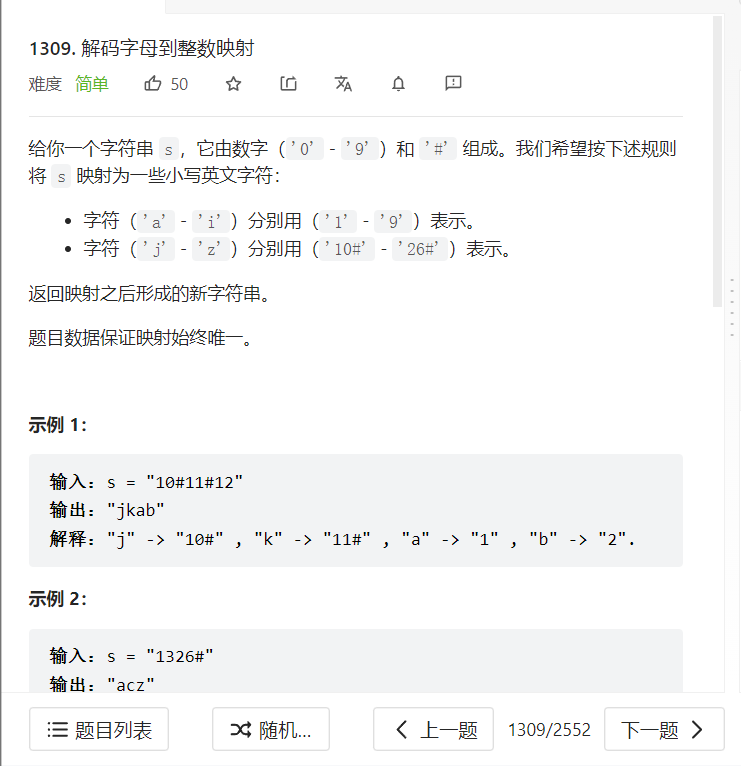 1309. 解码字母到整数映射
难度 简单 50
给你一个字符串 s，它由数字（'0' - '9'）和 '#' 组成。我们希望按下述规则
将 s 映射为一些小写英文字符：
• 字符（'a' - 'i'）分别用（'1' - '9'）表示。
• 字符（'j' - 'z'）分别用（'10#' - '26#'）表示。
返回映射之后形成的新字符串。
题目数据保证映射始终唯一。
示例 1：
输入：s = "10#11#12"
输出："jkab"
解释："j" -> "10#" , "k" -> "11#" , "a" -> "1" , "b" -> "2".
示例 2：
输入：s = "1326#"
输出："acz"
题目列表 随机... 上一题 1309/2552 下一题